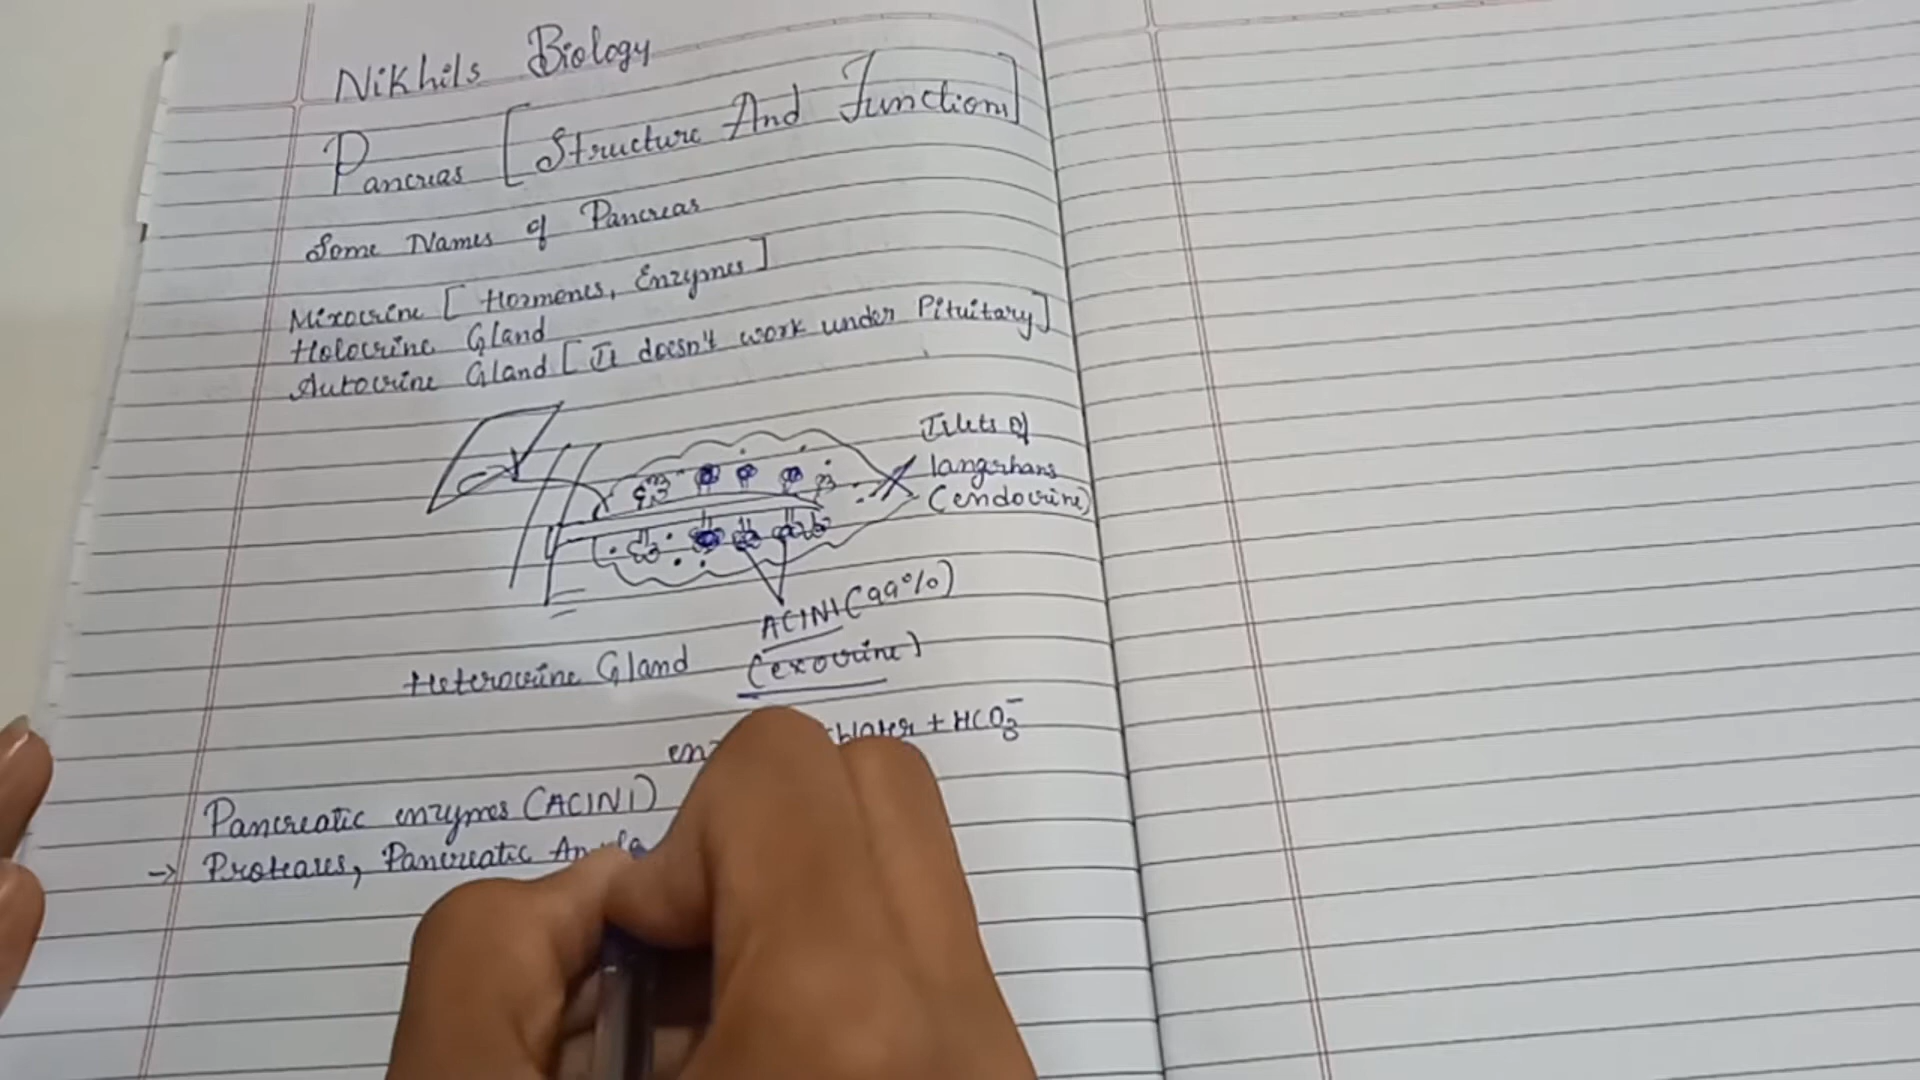 Nikhils Biology
Pancreas [Structure And Function]
Some Names of Pancreas
Mixocrine [Hormones, Enzymes]
Holocrine Gland
Autocrine Gland [It doesn't work under Pituitary]
Islets of
langerhans
(endocrine)
ACINI (99%)
Heterocrine Gland (exocrine)
+ HCO3-
Pancreatic enzymes (ACINI)
→ Proteases, Pancreatic